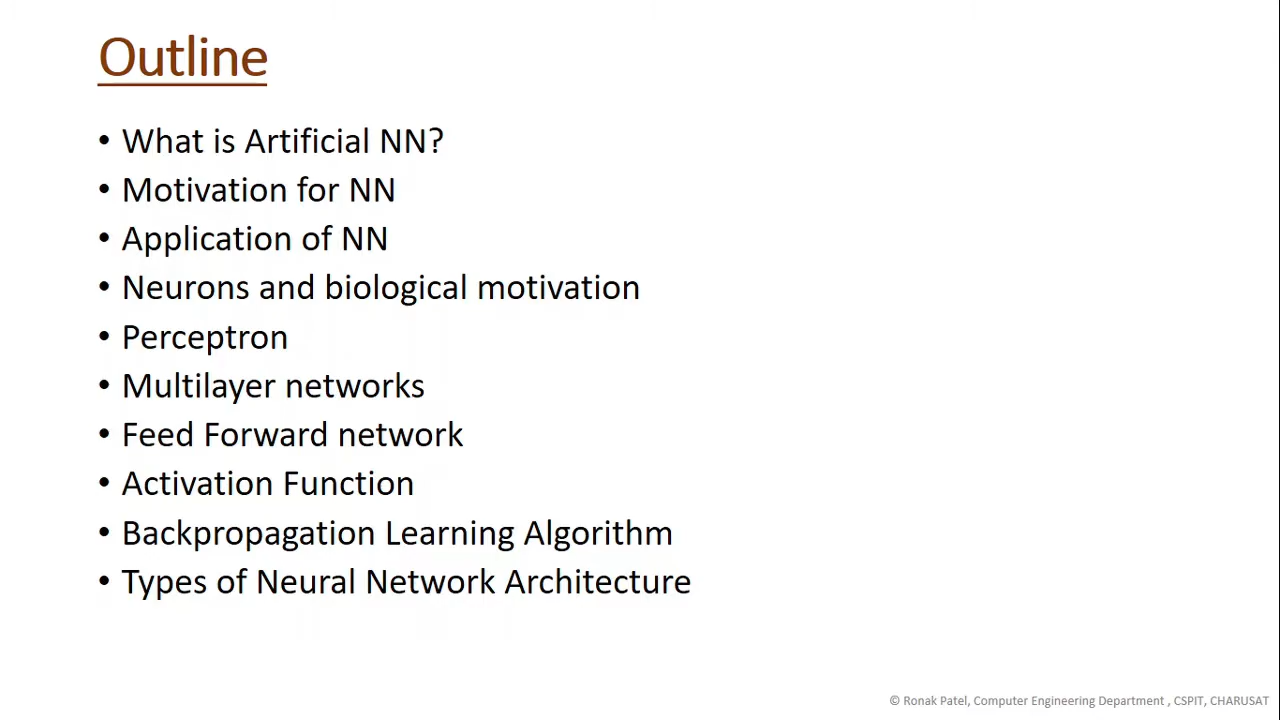 Outline
• What is Artificial NN?
• Motivation for NN
• Application of NN
• Neurons and biological motivation
• Perceptron
• Multilayer networks
• Feed Forward network
• Activation Function
• Backpropagation Learning Algorithm
• Types of Neural Network Architecture
© Ronak Patel, Computer Engineering Department , CSPIT, CHARUSAT